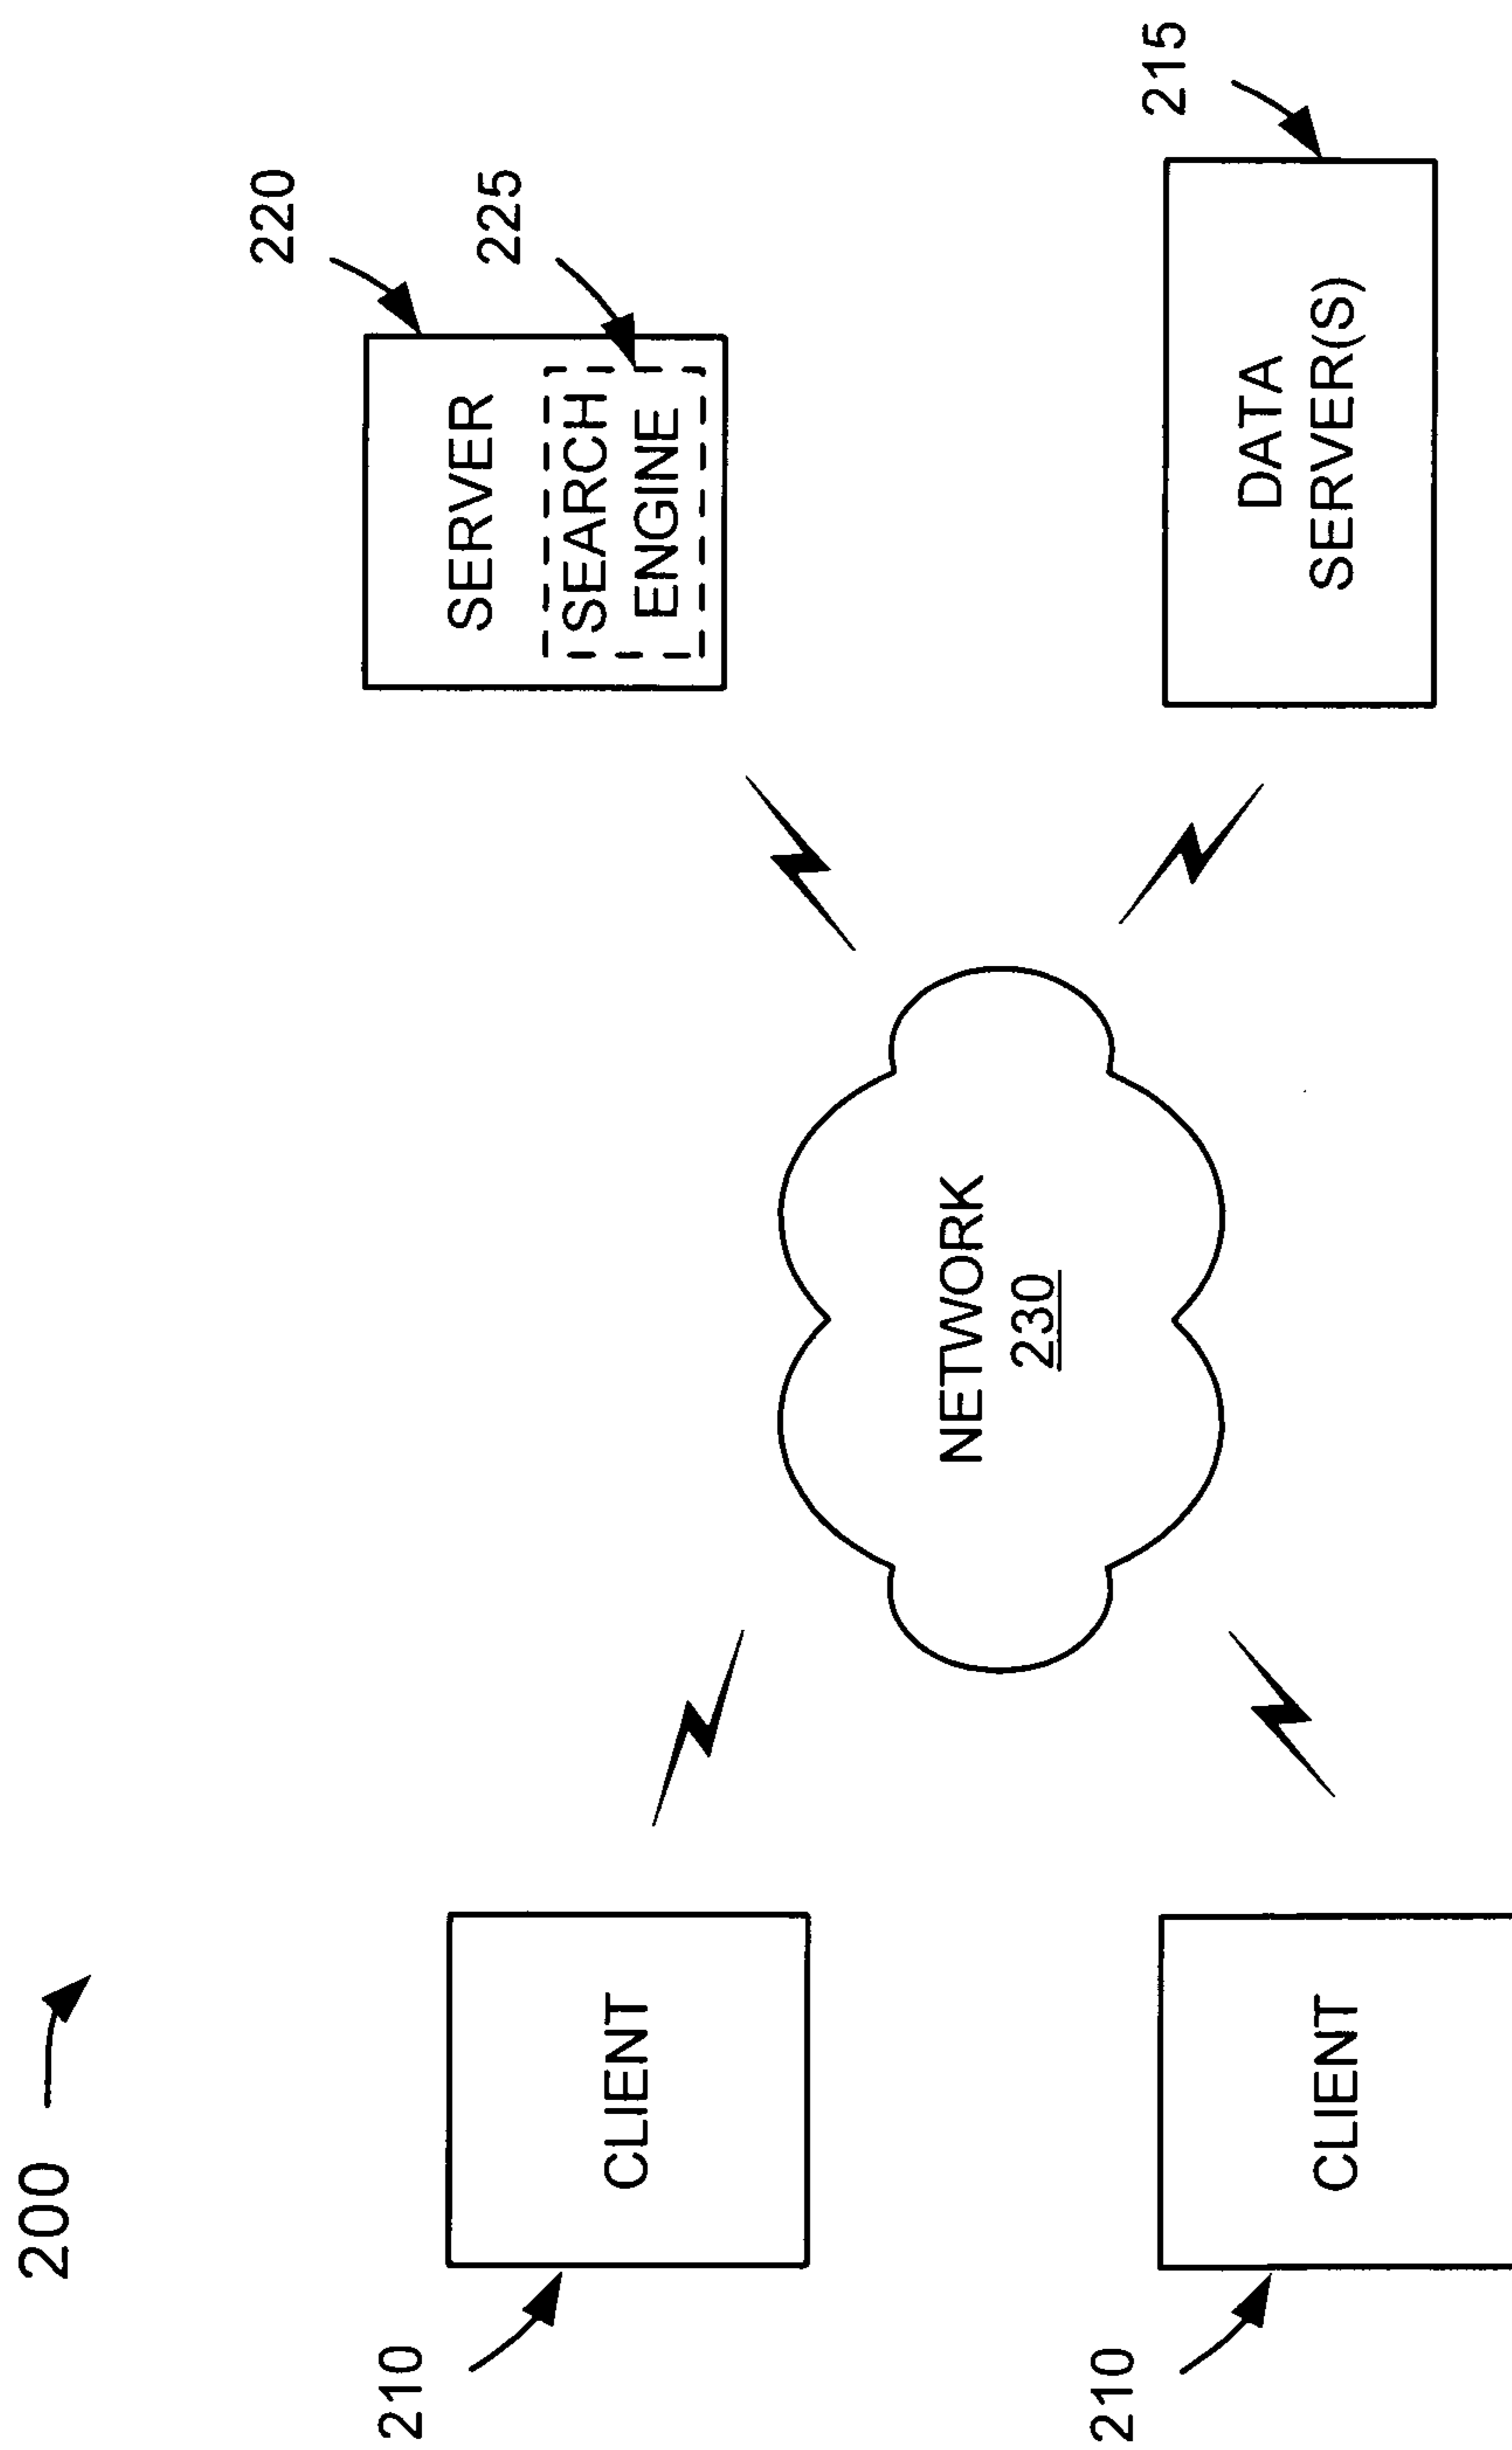 200
210
CLIENT
210
CLIENT
NETWORK
230
220
SERVER
225
SEARCH
ENGINE
215
DATA
SERVER(S)